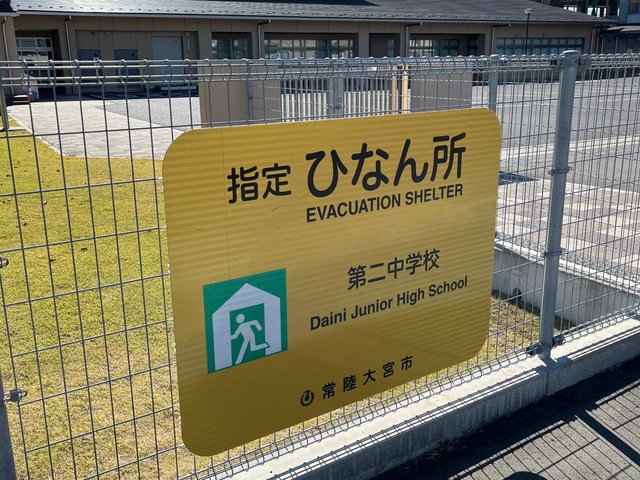 指定 ひなん所
EVACUATION SHELTER
第二中学校
Daini Junior High School
常陸大宮市